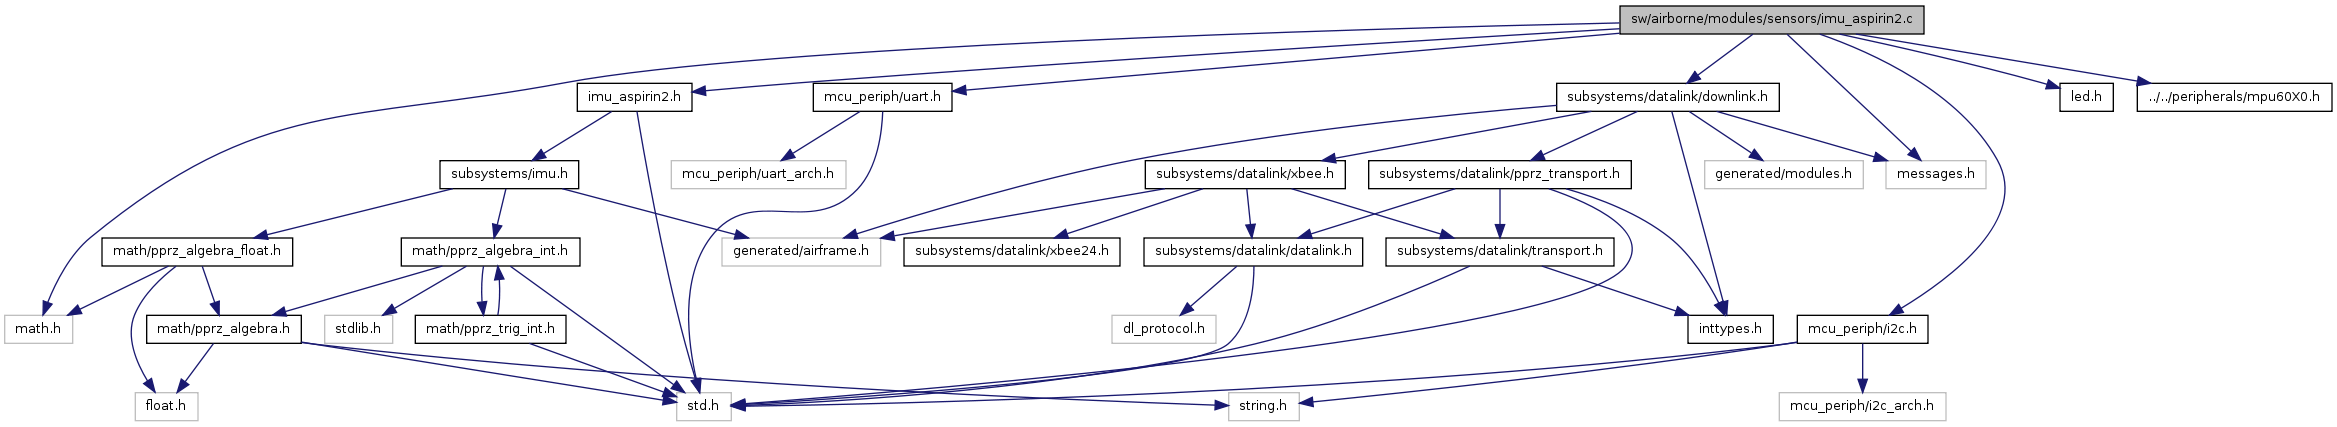 sw/airborne/modules/sensors/imu_aspirin2.c
imu_aspirin2.h
mcu_periph/uart.h
subsystems/datalink/downlink.h
led.h
../../peripherals/mpu60X0.h
subsystems/imu.h
mcu_periph/uart_arch.h
subsystems/datalink/xbee.h
subsystems/datalink/pprz_transport.h
generated/modules.h
messages.h
math/pprz_algebra_float.h
math/pprz_algebra_int.h
generated/airframe.h
subsystems/datalink/xbee24.h
subsystems/datalink/datalink.h
subsystems/datalink/transport.h
math.h
math/pprz_algebra.h
stdlib.h
math/pprz_trig_int.h
dl_protocol.h
inttypes.h
mcu_periph/i2c.h
float.h
std.h
string.h
mcu_periph/i2c_arch.h